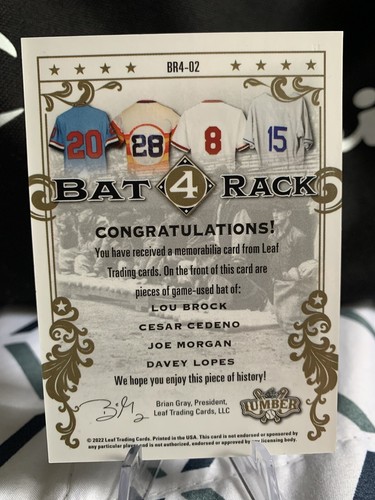 BR4-02
20 28 8 15
BAT 4 RACK
CONGRATULATIONS!
You have received a memorabilia card from Leaf
Trading cards. On the front of this card are
pieces of game-used bat of:
LOU BROCK
CESAR CEDENO
JOE MORGAN
DAVEY LOPES
We hope you enjoy this piece of history!
Brian Gray, President,
Leaf Trading Cards, LLC
LUMBER
© 2022 Leaf Trading Cards. Printed in the USA. This card is not endorsed or sponsored by
any particular player and is not endorsed by any licensing body.